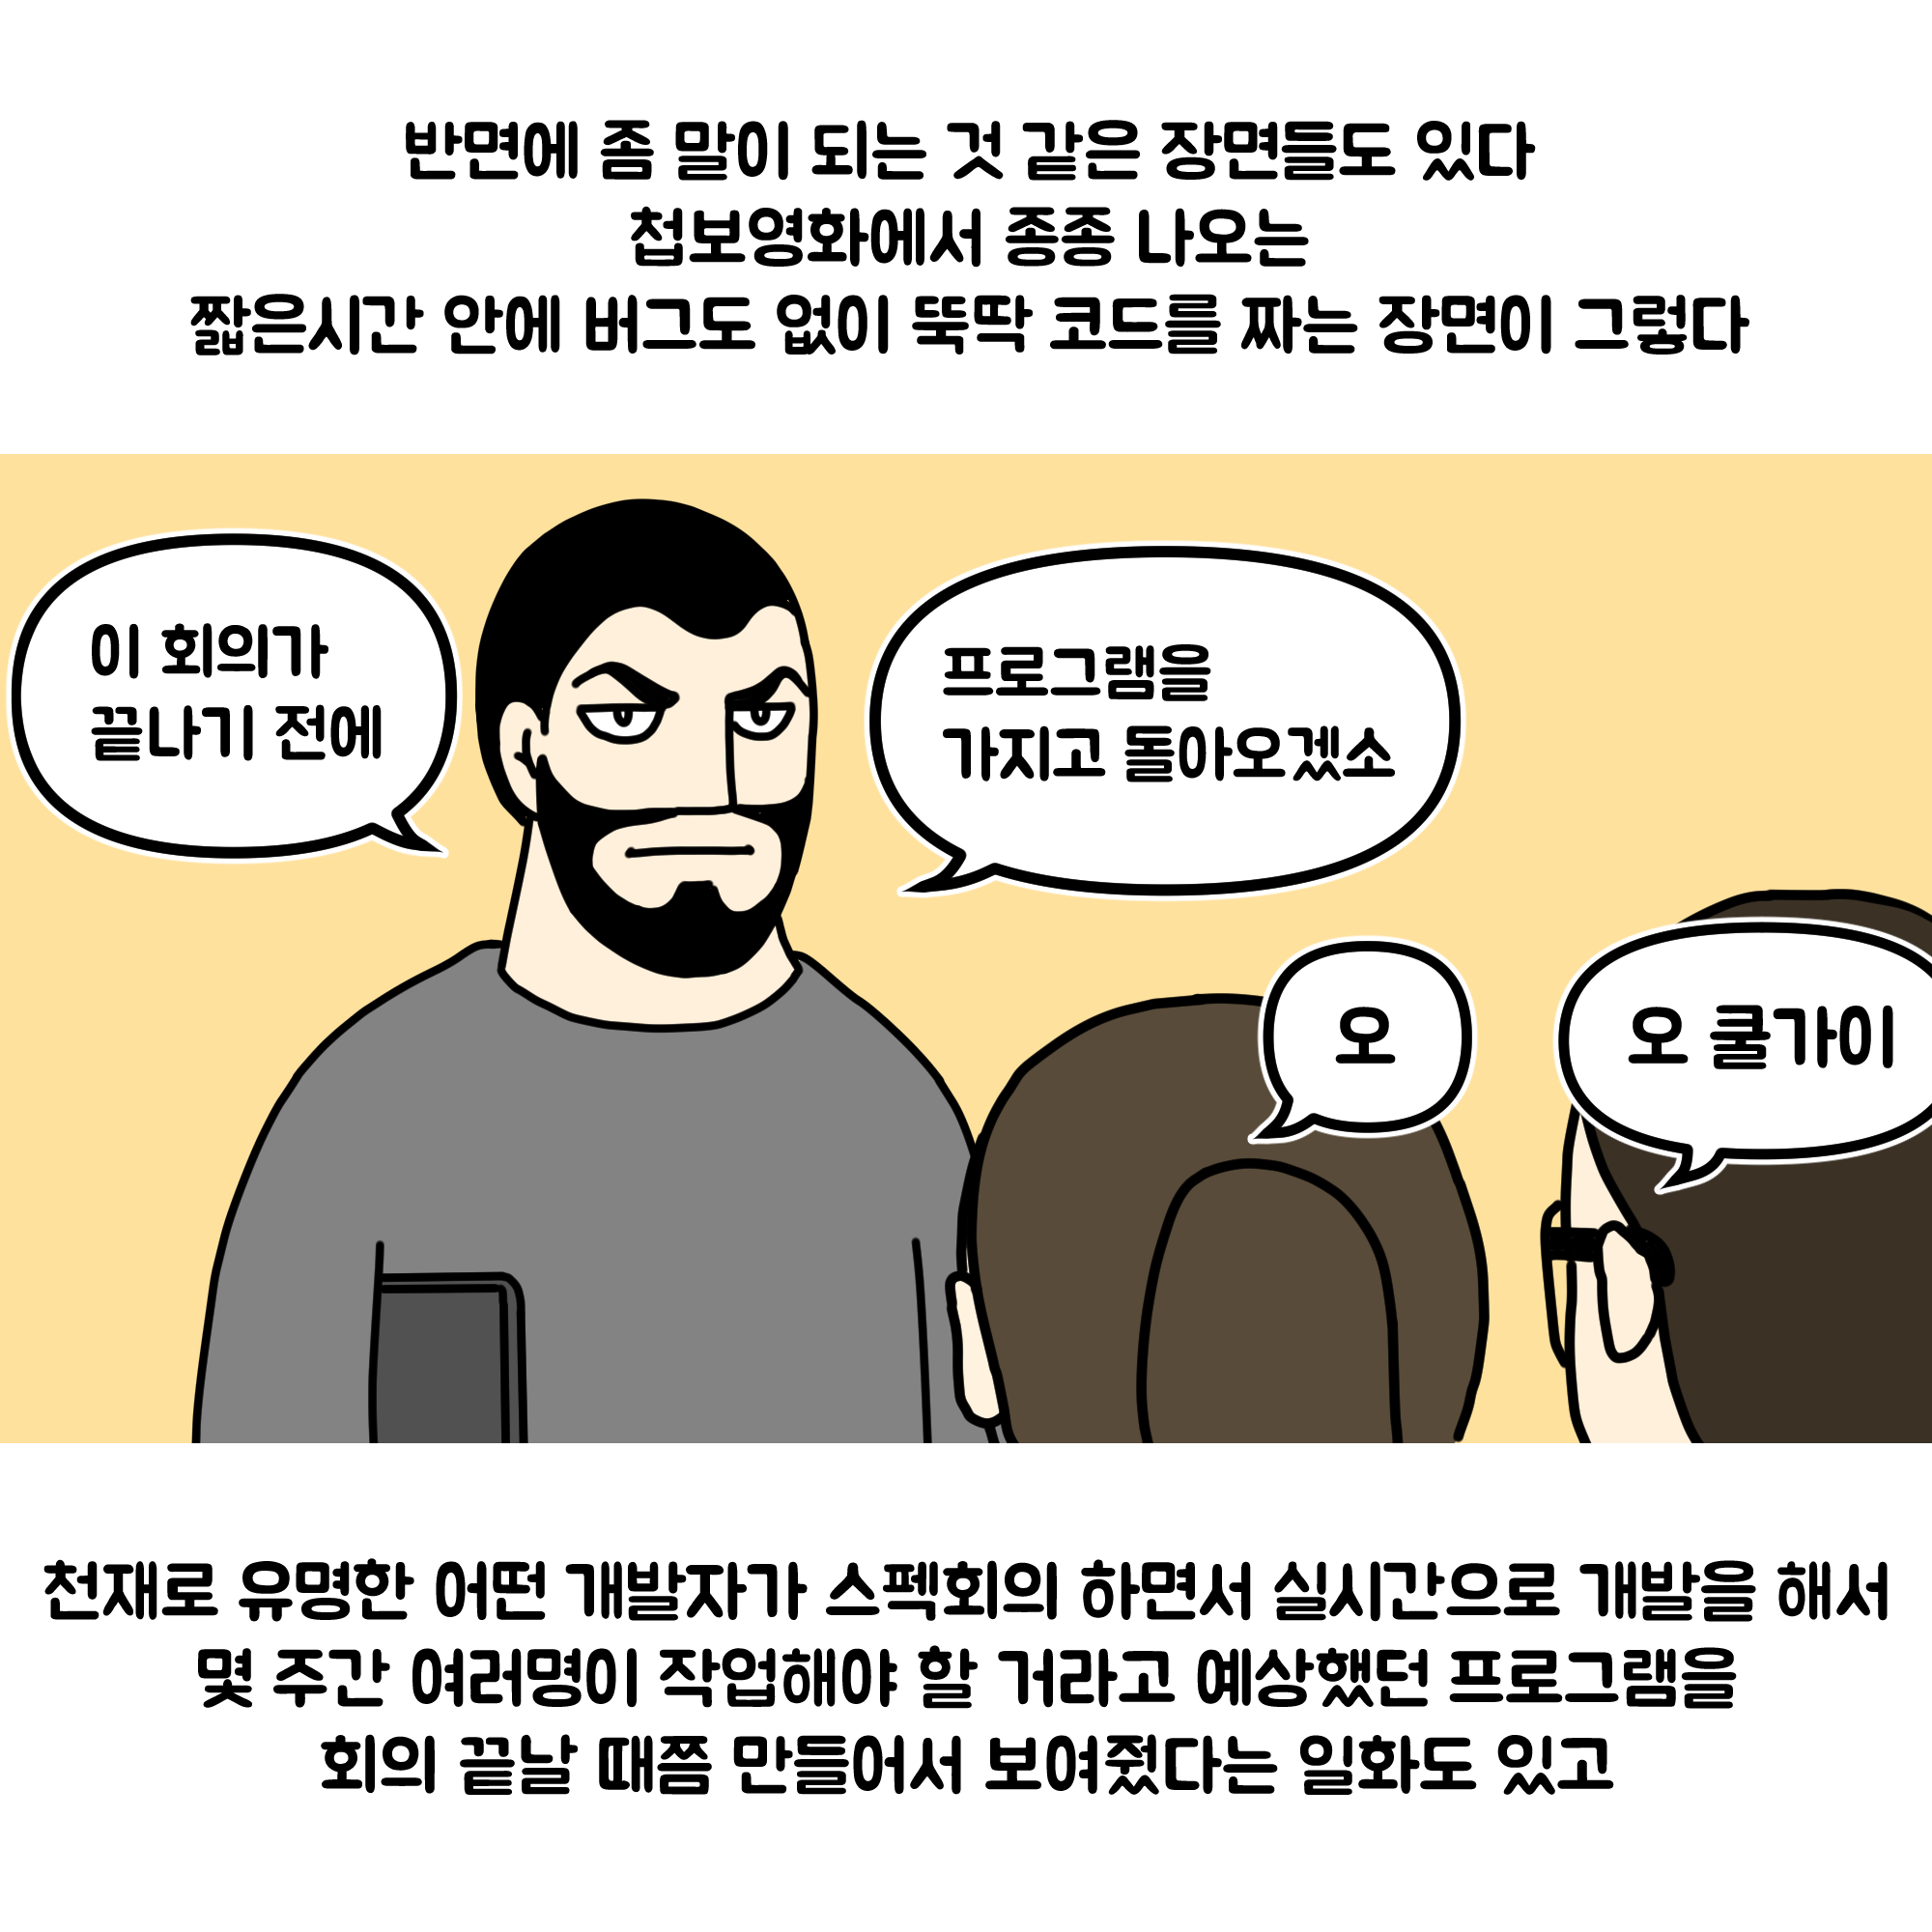 반면에 좀 말이 되는 것 같은 장면들도 있다
첩보영화에서 종종 나오는
짧은시간 안에 버그도 없이 뚝딱 코드를 짜는 장면이 그렇다
이 회의가
끝나기 전에
프로그램을
가지고 돌아오겠소
오
오 쿨가이
천재로 유명한 어떤 개발자가 스펙회의 하면서 실시간으로 개발을 해서
몇 주간 여러명이 작업해야 할 거라고 예상했던 프로그램을
회의 끝날 때쯤 만들어서 보여줬다는 일화도 있고